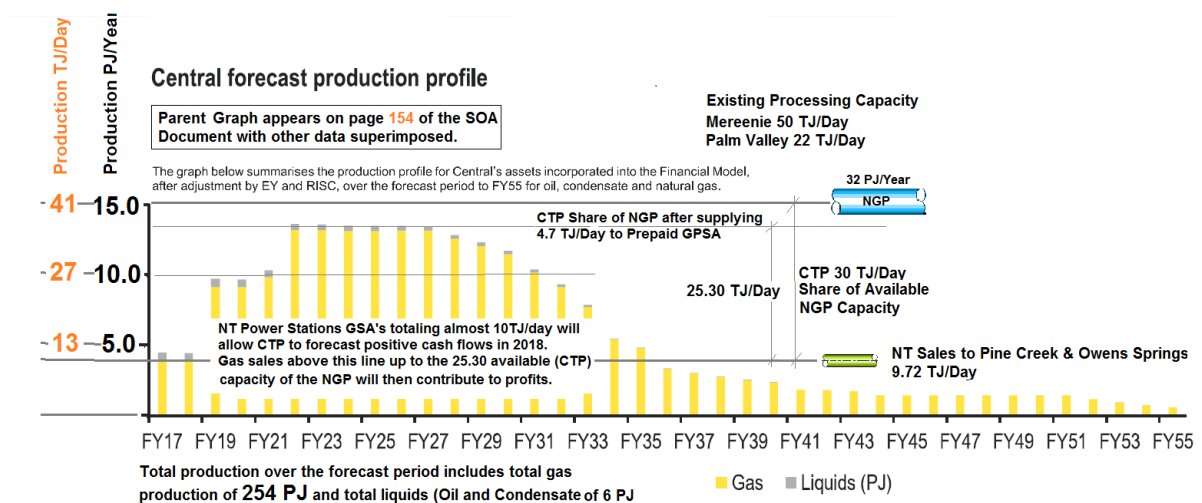 Production TJ/Day
Production PJ/Year
Central forecast production profile
Parent Graph appears on page 154 of the SOA
Document with other data superimposed.
Existing Processing Capacity
Mereenie 50 TJ/Day
Palm Valley 22 TJ/Day
The graph below summarises the production profile for Central's assets incorporated into the Financial Model,
after adjustment by EY and RISC, over the forecast period to FY55 for oil, condensate and natural gas.
32 PJ/Year
NGP
41 15.0
CTP Share of NGP after supplying
4.7 TJ/Day to Prepaid GPSA
27 10.0
CTP 30 TJ/Day
Share of Available
NGP Capacity
25.30 TJ/Day
13 5.0
NT Power Stations GSA's totaling almost 10TJ/day will
allow CTP to forecast positive cash flows in 2018.
Gas sales above this line up to the 25.30 available (CTP)
capacity of the NGP will then contribute to profits.
NT Sales to Pine Creek & Owens Springs
9.72 TJ/Day
FY17 FY19 FY21 FY23 FY25 FY27 FY29 FY31 FY33 FY35 FY37 FY39 FY41 FY43 FY45 FY47 FY49 FY51 FY53 FY55
Total production over the forecast period includes total gas
production of 254 PJ and total liquids (Oil and Condensate of 6 PJ
Gas Liquids (PJ)